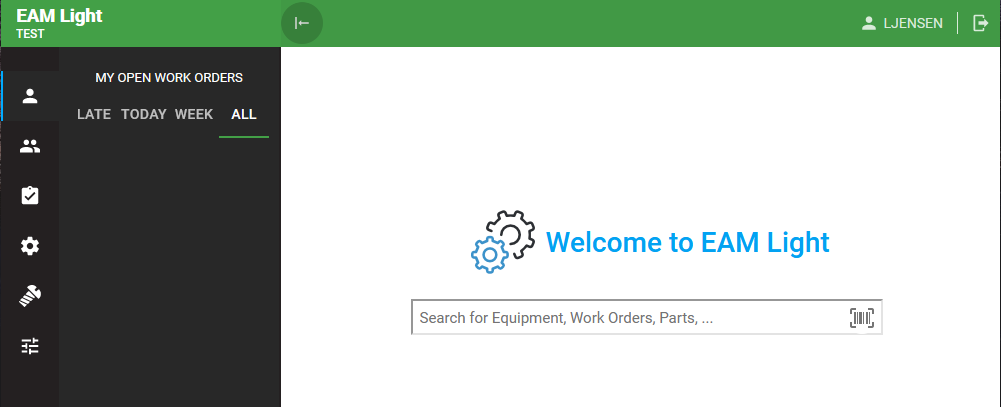 EAM Light
TEST
LJENSEN
MY OPEN WORK ORDERS
LATE TODAY WEEK ALL
Welcome to EAM Light
Search for Equipment, Work Orders, Parts, ...